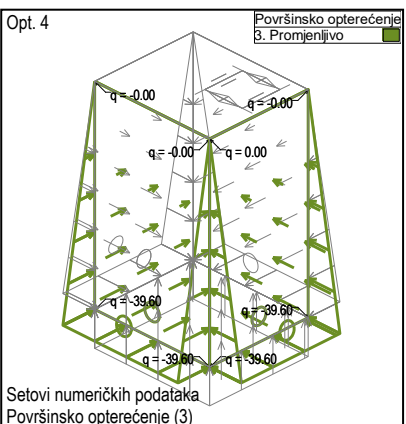 Opt. 4
Površinsko opterećenje
3. Promjenljivo
q = -0.00
q = -0.00
q = -0.00
q = 0.00
q = -39.60
q = -39.60
q = -39.60
q = -39.60
Setovi numeričkih podataka
Površinsko opterećenje (3)